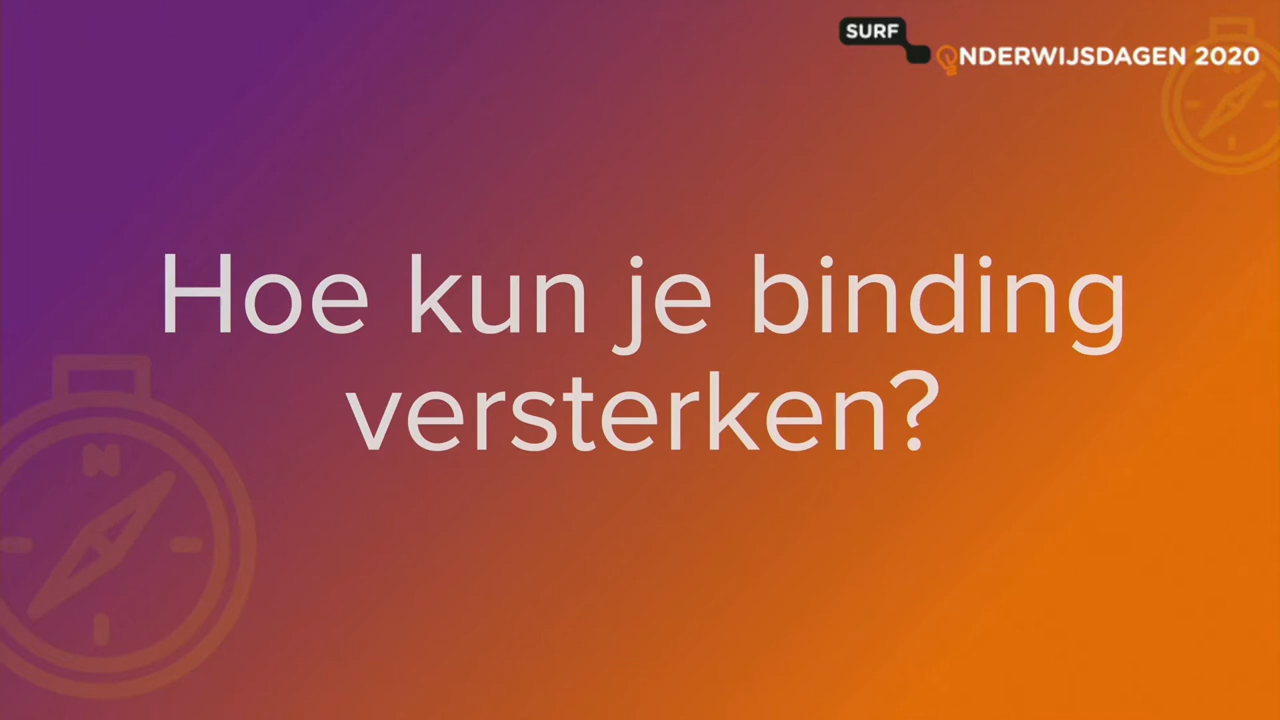 SURF
ONDERWIJSDAGEN 2020
Hoe kun je binding
versterken?
N